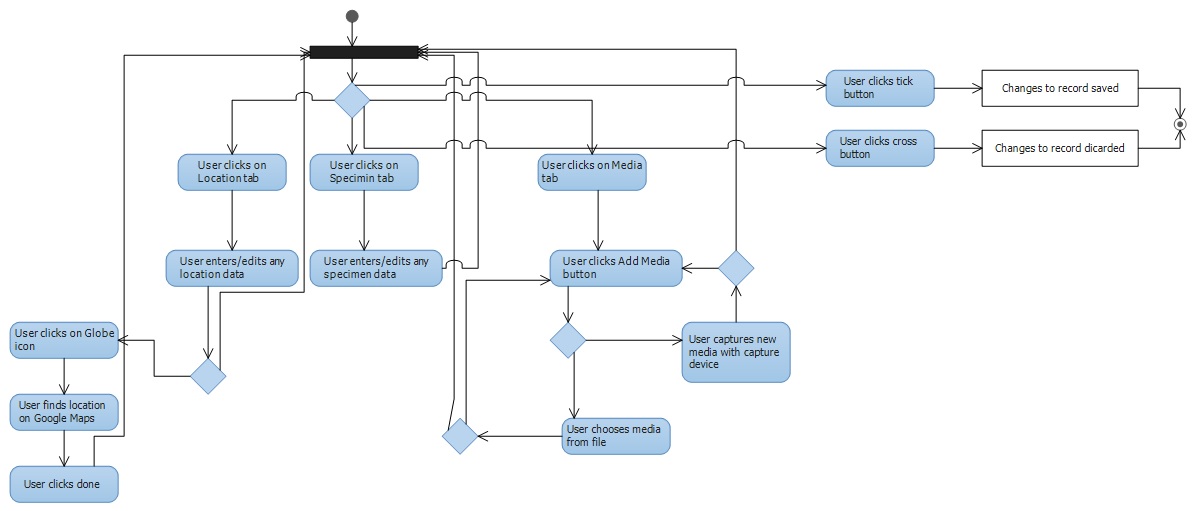 User clicks tick
button
Changes to record saved
User clicks cross
button
Changes to record dicarded
User clicks on
Location tab
User clicks on
Specimin tab
User clicks on Media
tab
User enters/edits any
location data
User enters/edits any
specimen data
User clicks Add Media
button
User clicks on Globe
icon
User captures new
media with capture
device
User finds location
on Google Maps
User chooses media
from file
User clicks done